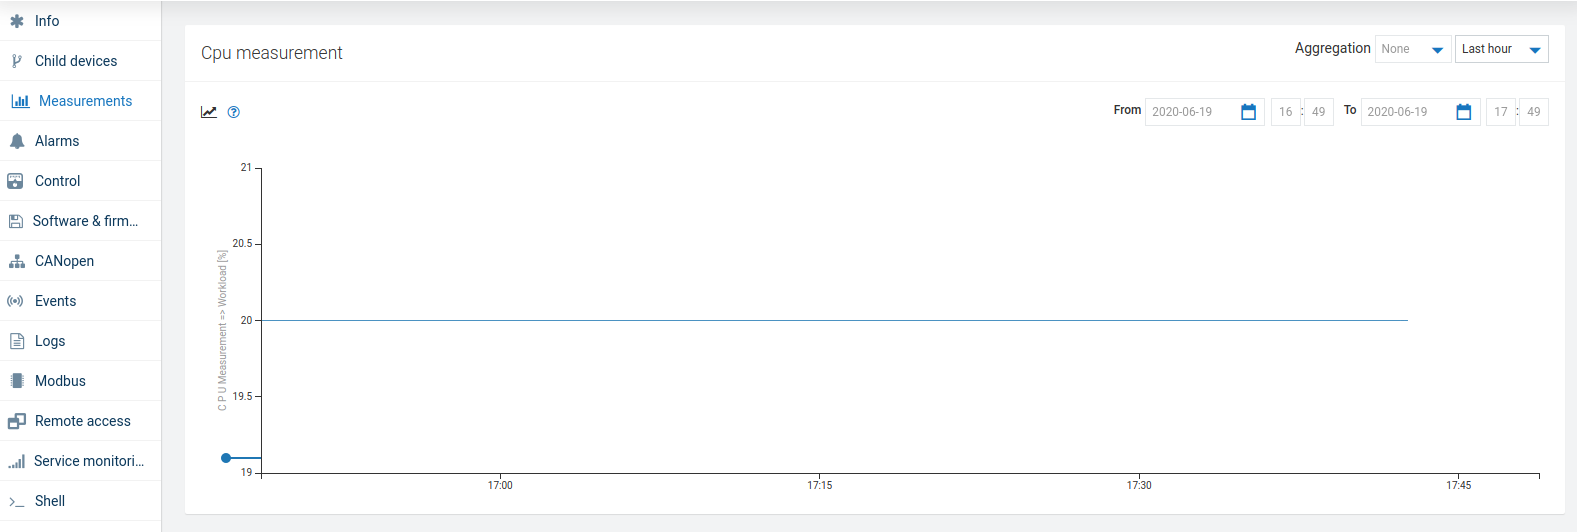 Info
Child devices
Measurements
Alarms
Control
Software & firm...
CANopen
Events
Logs
Modbus
Remote access
Service monitori...
Shell
Cpu measurement
Aggregation None Last hour
From 2020-06-19 16 : 49 To 2020-06-19 17 : 49
C P U Measurement => Workload [%]
21
20.5
20
19.5
19
17:00 17:15 17:30 17:45